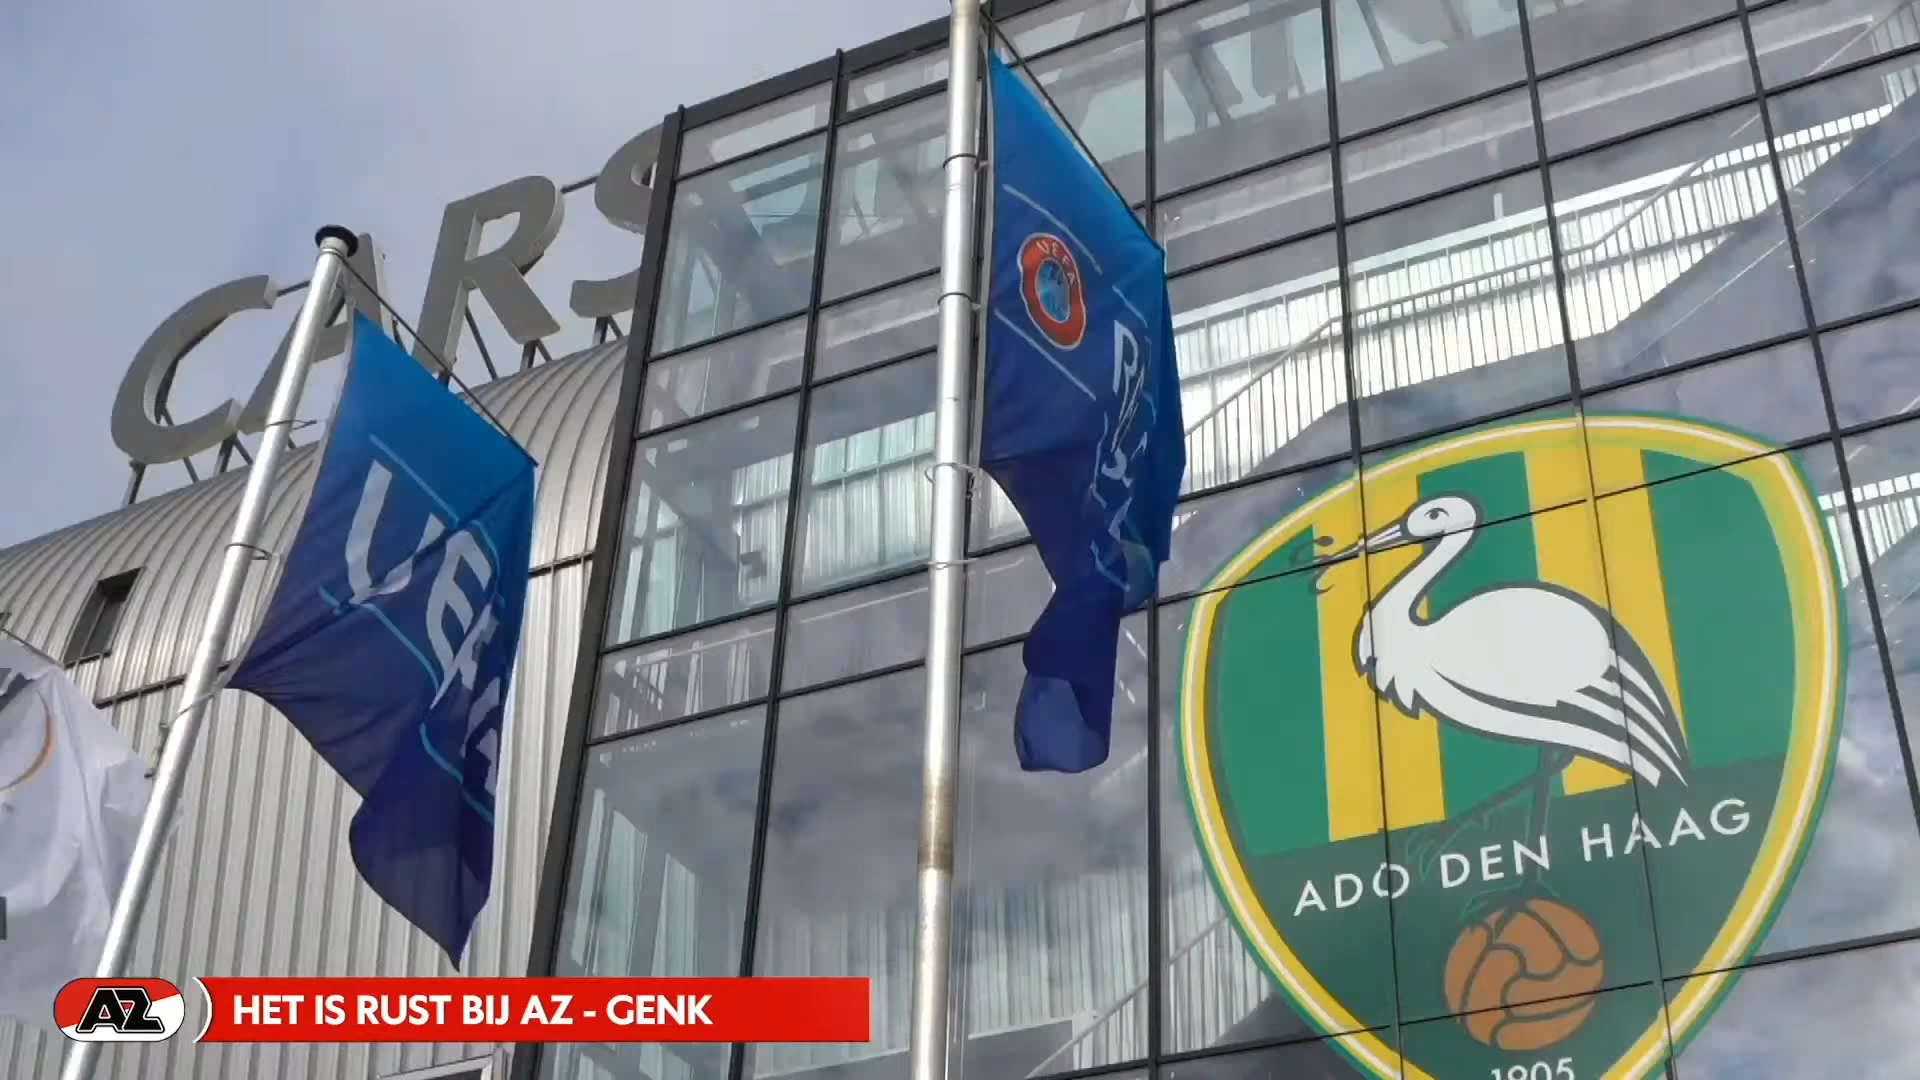 CARS
UEFA
UEFA
ADO DEN HAAG
1905
AZ
HET IS RUST BIJ AZ - GENK